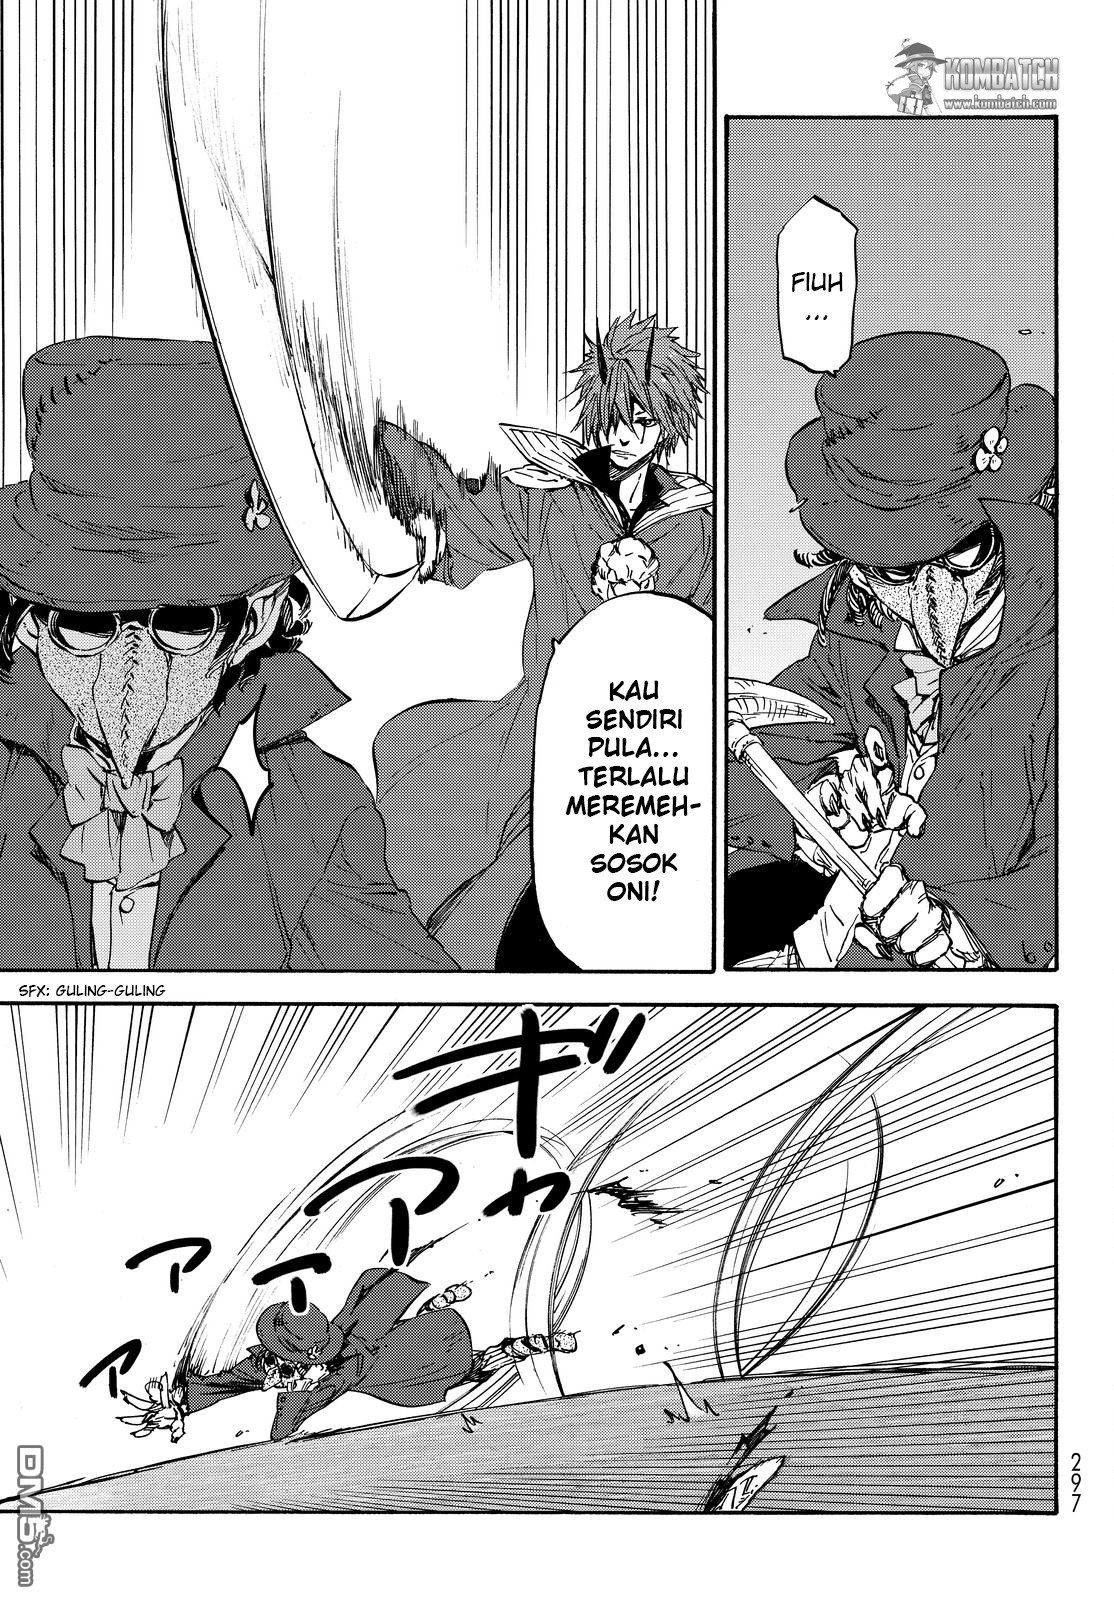 KOMBATCH
www.kombatch.com
FIUH
...
KAU
SENDIRI
PULA...
TERLALU
MEREMEH-
KAN
SOSOK
ONI!
SFX: GULING-GULING
ギャアアアア!!
297
DM5.com